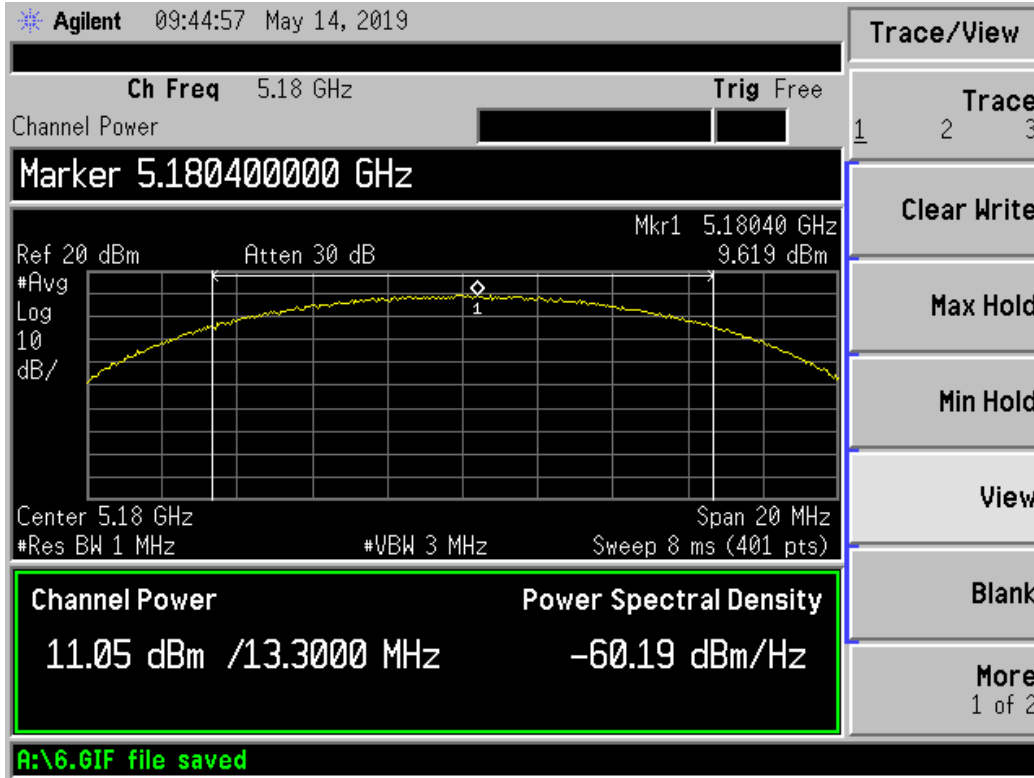 Agilent 09:44:57 May 14, 2019
Trace/View
Ch Freq 5.18 GHz Trig Free
Channel Power
Trace
1 2 3
Marker 5.180400000 GHz
Clear Write
Mkr1 5.18040 GHz
Ref 20 dBm Atten 30 dB 9.619 dBm
#Avg
Log
10
dB/
1
Max Hold
Min Hold
View
Center 5.18 GHz Span 20 MHz
#Res BW 1 MHz #VBW 3 MHz Sweep 8 ms (401 pts)
Blank
Channel Power Power Spectral Density
11.05 dBm /13.3000 MHz -60.19 dBm/Hz
More
1 of 2
A:\6.GIF file saved